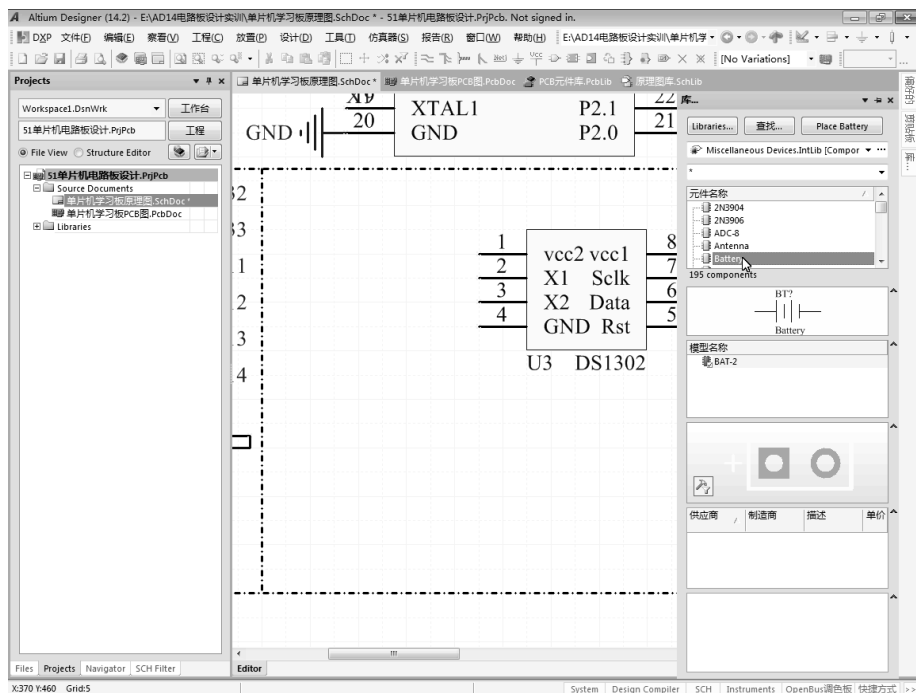 Altium Designer (14.2) - E:\AD14电路板设计实训\单片机学习板原理图.SchDoc * - 51单片机电路板设计.PrjPcb. Not signed in.
DXP 文件(F) 编辑(E) 察看(V) 工程(C) 放置(P) 设计(D) 工具(T) 仿真器(S) 报告(R) 窗口(W) 帮助(H) E:\AD14电路板设计实训\单片机学
[No Variations]
Projects
单片机学习板原理图.SchDoc * 单片机学习板PCB图.PcbDoc PCB元件库.PcbLib 原理图库.SchLib
Workspace1.DsnWrk 工作台
51单片机电路板设计.PrjPcb 工程
File View Structure Editor
51单片机电路板设计.PrjPcb
Source Documents
单片机学习板原理图.SchDoc *
单片机学习板PCB图.PcbDoc
Libraries
XTAL1 P2.1 22
GND 20 GND P2.0 21
32
33
1
2
3
4
1 vcc2 vcc1 8
2 X1 Sclk 7
3 X2 Data 6
4 GND Rst 5
U3 DS1302
库...
Libraries... 查找... Place Battery
Miscellaneous Devices.IntLib [Compor
*
元件名称
2N3904
2N3906
ADC-8
Antenna
Battery
195 components
BT?
Battery
模型名称
BAT-2
供应商 / 制造商 描述 单价
Files Projects Navigator SCH Filter
Editor
X:370 Y:460 Grid:5
System Design Compiler SCH Instruments OpenBus调色板 快捷方式 >>